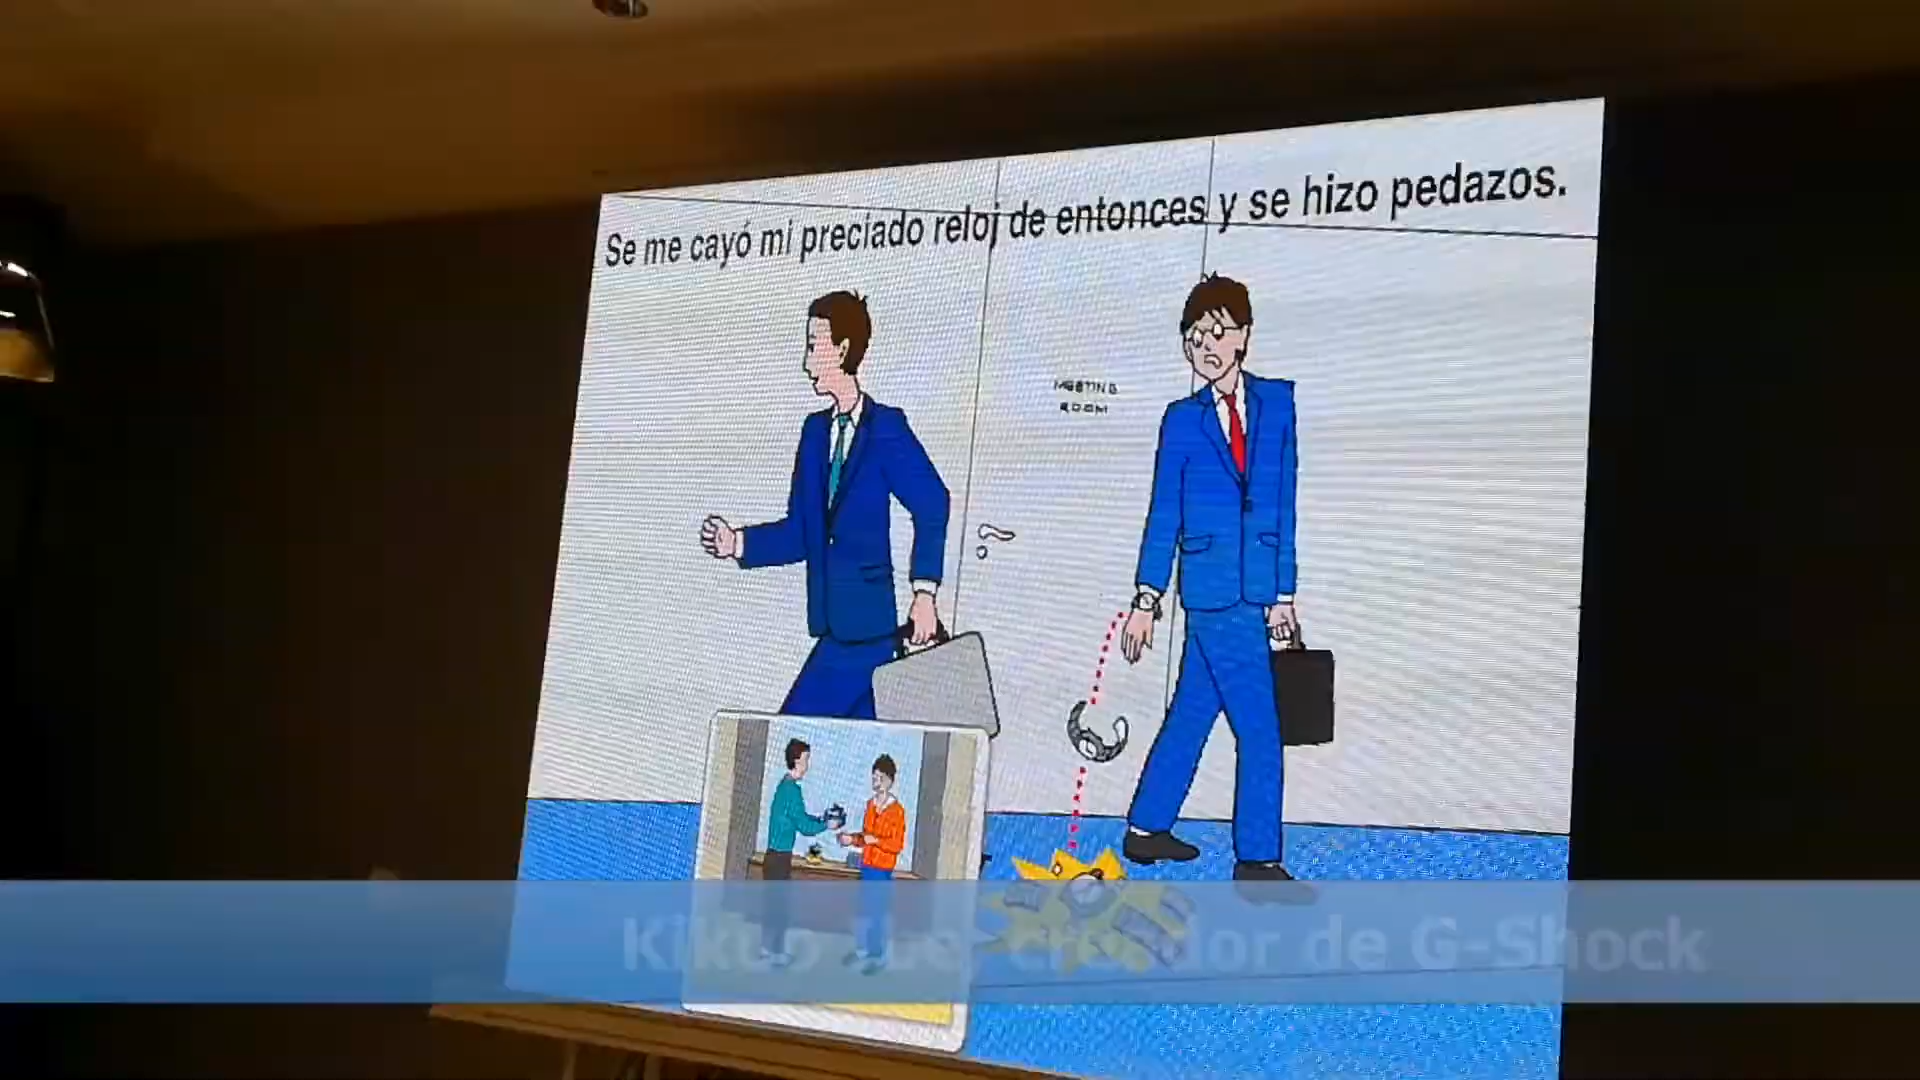 Se me cayó mi preciado reloj de entonces y se hizo pedazos.
MEETING
ROOM
?
Kikuo Ibe, creador de G-Shock